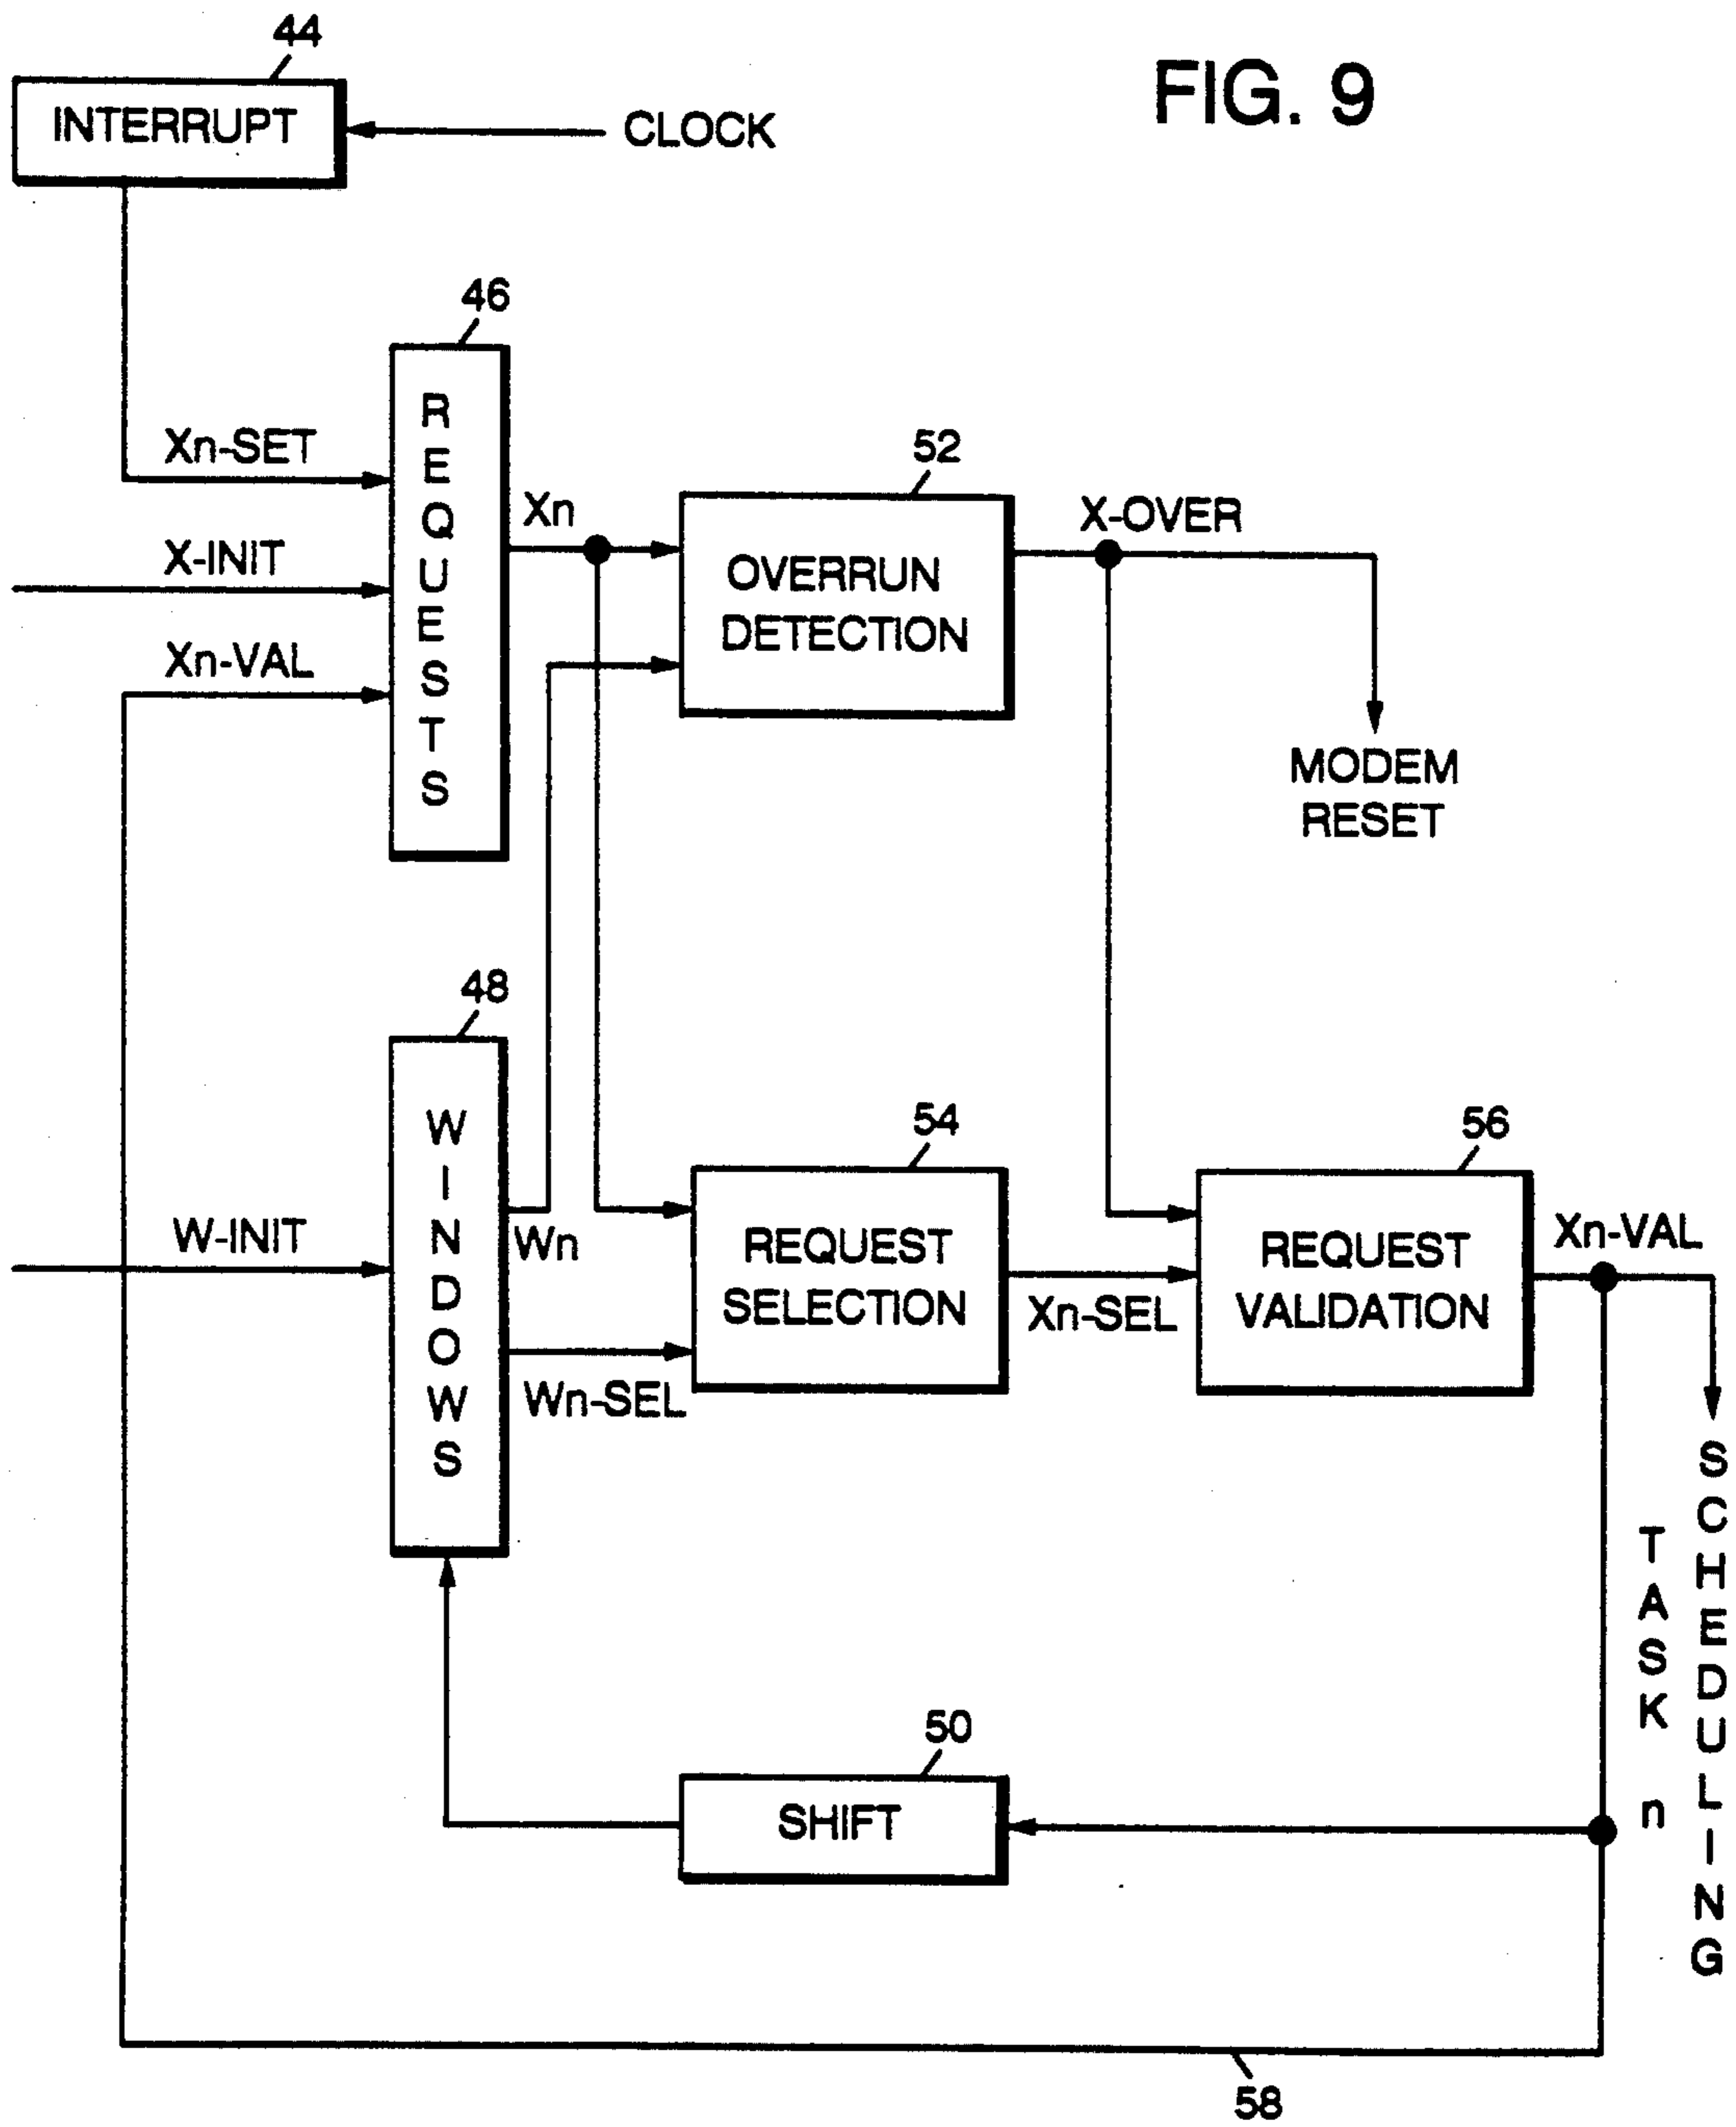 FIG. 9
44
INTERRUPT
CLOCK
46
REQUESTS
Xn-SET
X-INIT
Xn-VAL
Xn
52
OVERRUN
DETECTION
X-OVER
MODEM
RESET
48
WINDOWS
W-INIT
Wn
Wn-SEL
54
REQUEST
SELECTION
Xn-SEL
56
REQUEST
VALIDATION
Xn-VAL
TASK n
SCHEDULING
50
SHIFT
58